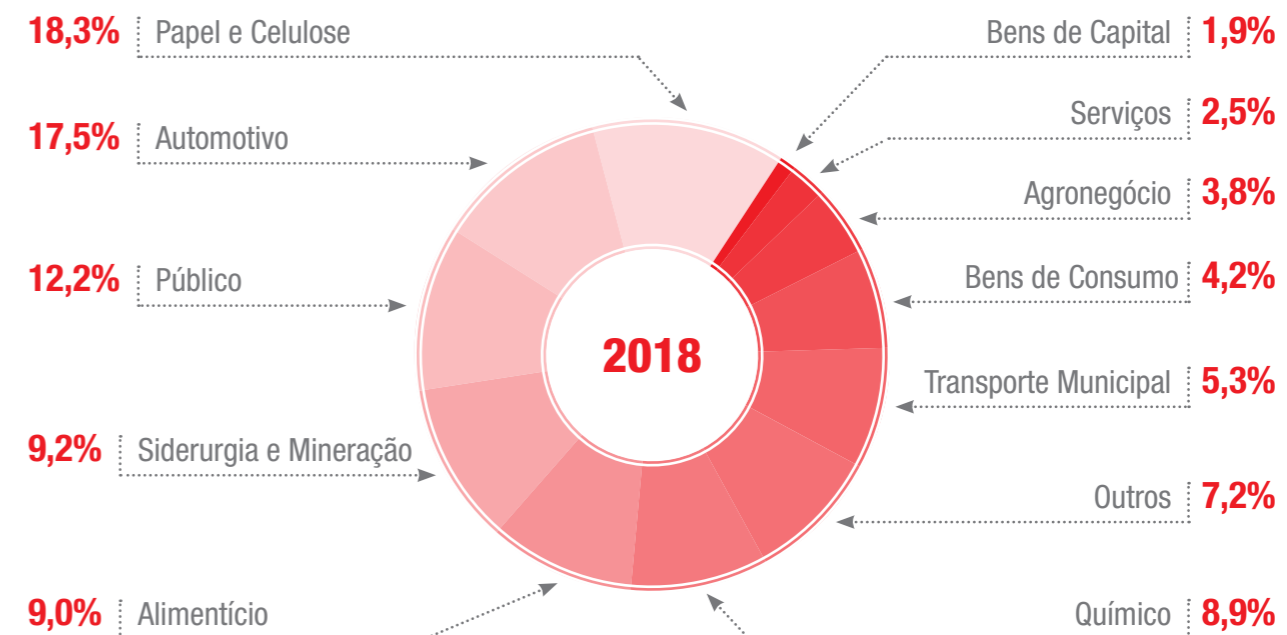 18,3% Papel e Celulose
17,5% Automotivo
12,2% Público
9,2% Siderurgia e Mineração
9,0% Alimentício
2018
Bens de Capital 1,9%
Serviços 2,5%
Agronegócio 3,8%
Bens de Consumo 4,2%
Transporte Municipal 5,3%
Outros 7,2%
Químico 8,9%